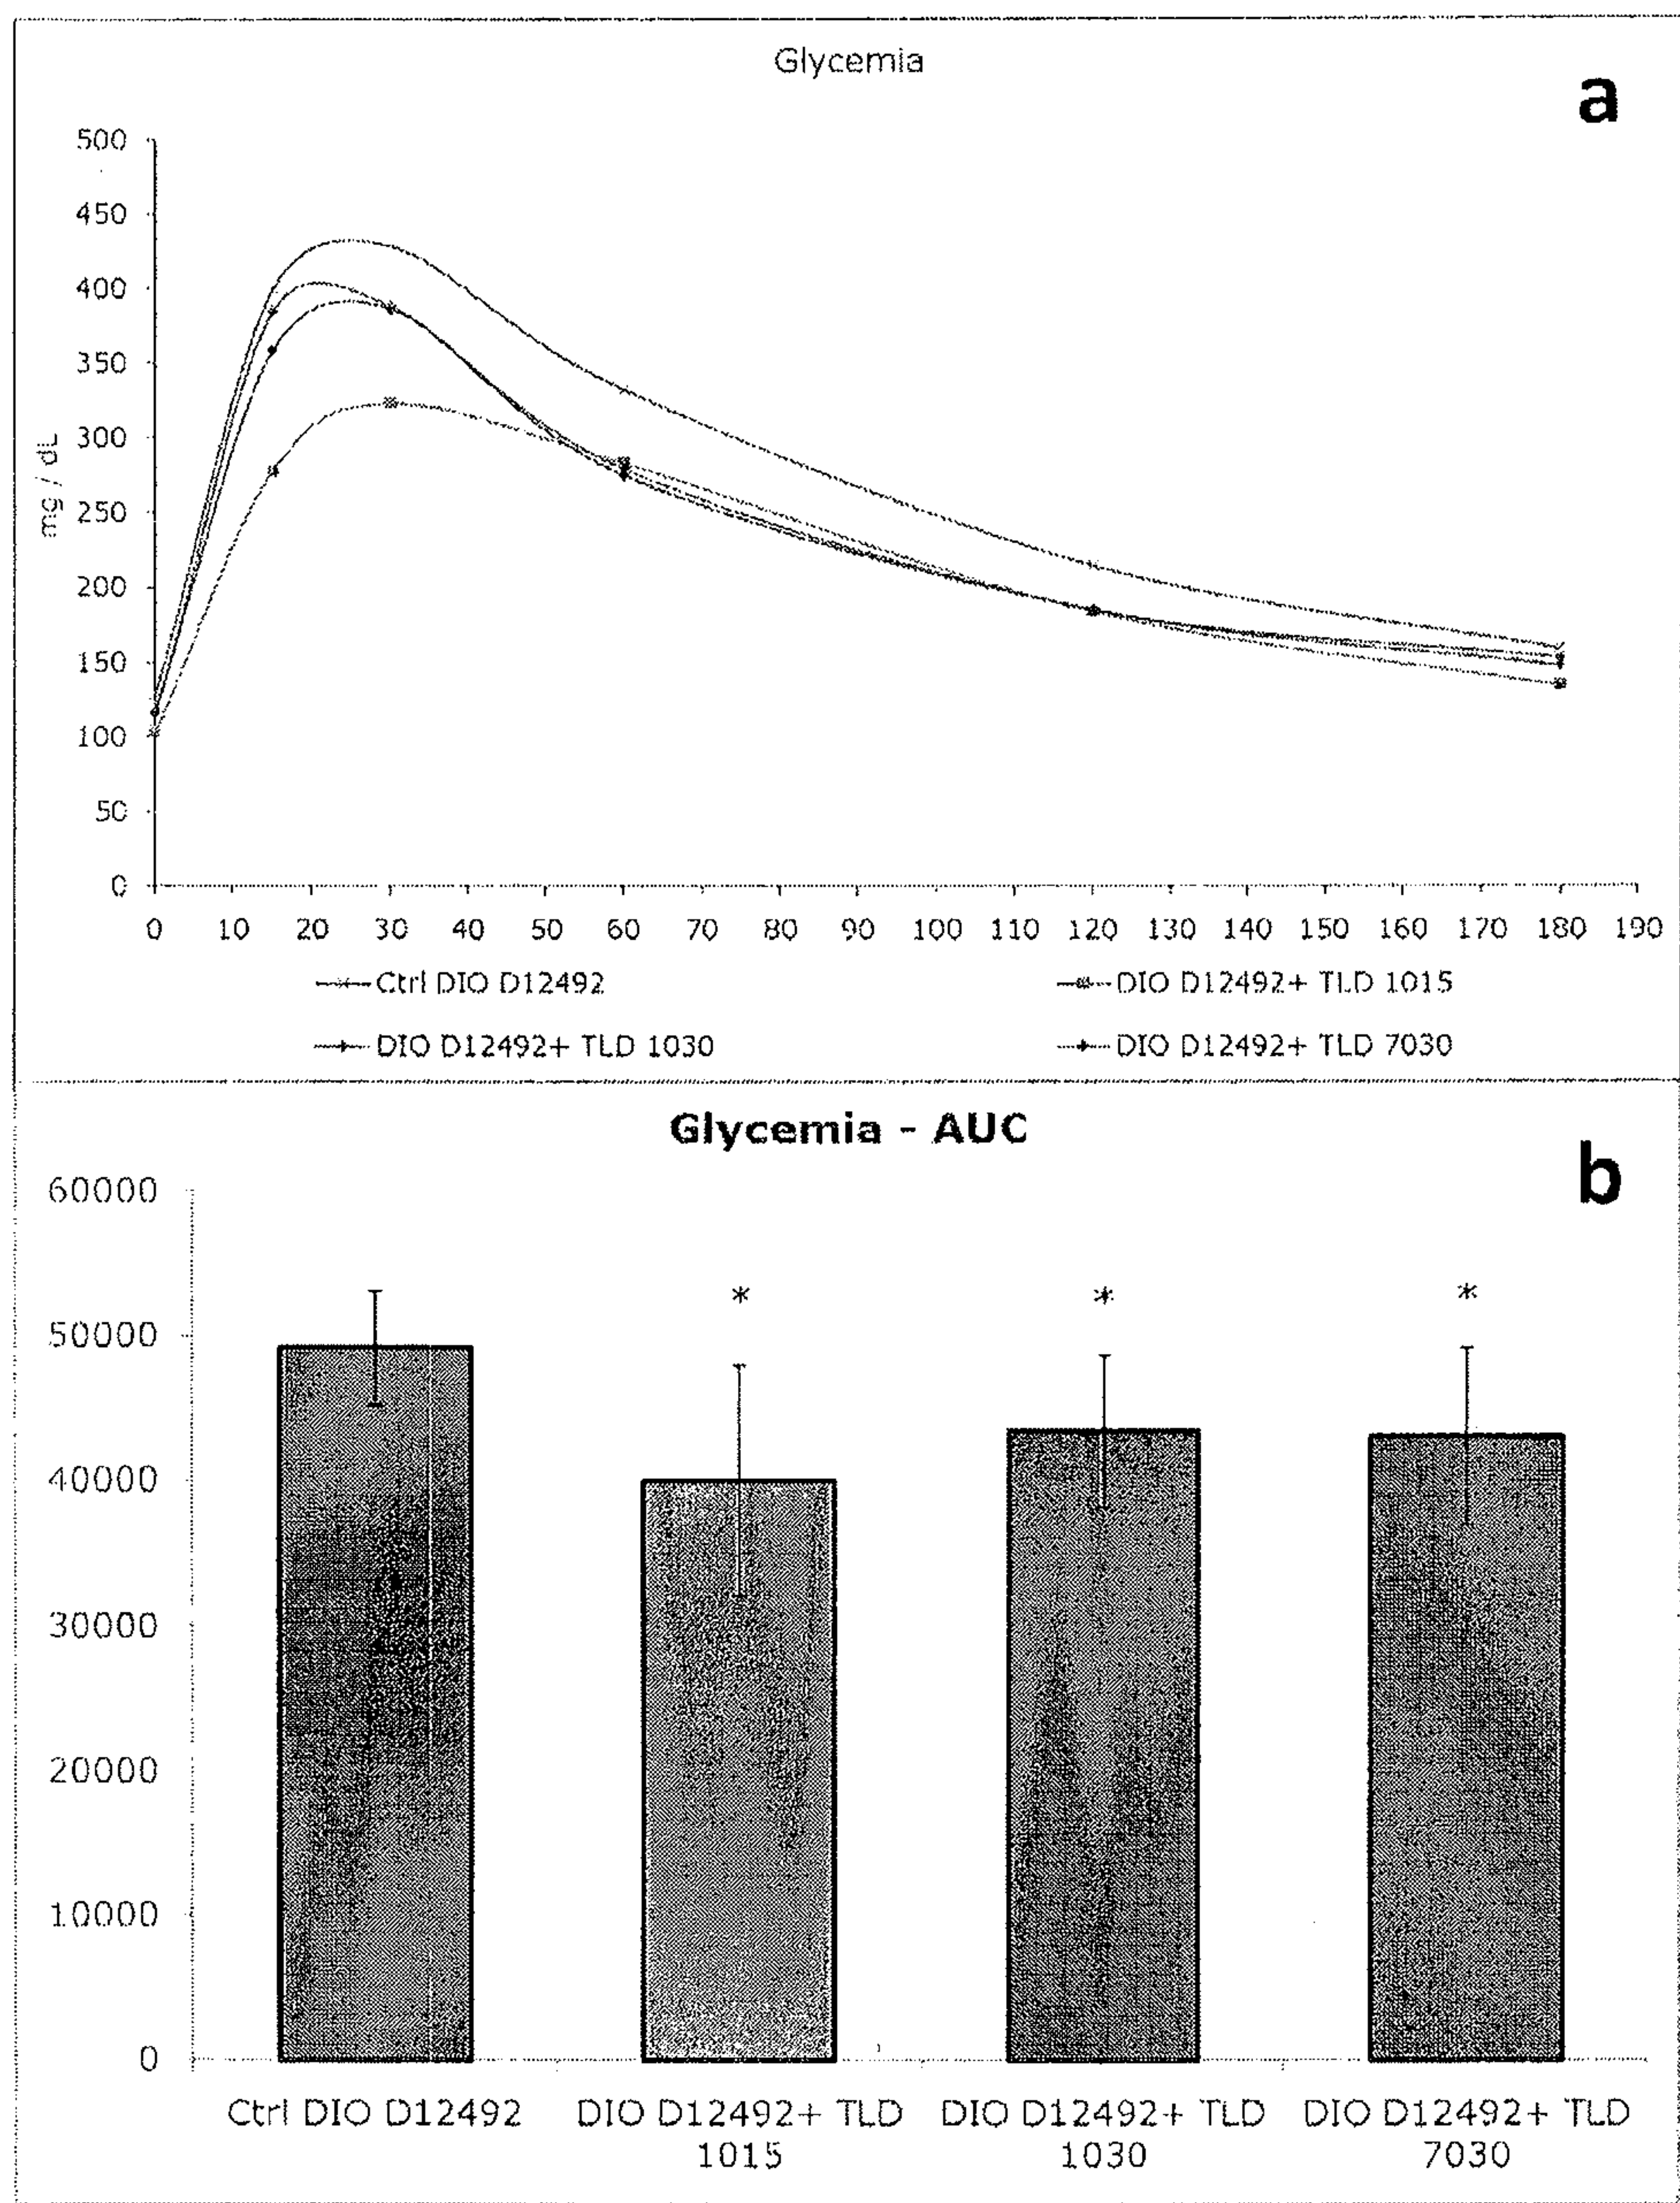 Glycemia
a
500
450
400
350
300
250
200
150
100
50
0
mg / dL
0 10 20 30 40 50 60 70 80 90 100 110 120 130 140 150 160 170 180 190
Ctrl DIO D12492
DIO D12492+ TLD 1015
DIO D12492+ TLD 1030
DIO D12492+ TLD 7030
Glycemia - AUC
b
60000
50000
40000
30000
20000
10000
0
* * *
Ctrl DIO D12492
DIO D12492+ TLD
1015
DIO D12492+ TLD
1030
DIO D12492+ TLD
7030